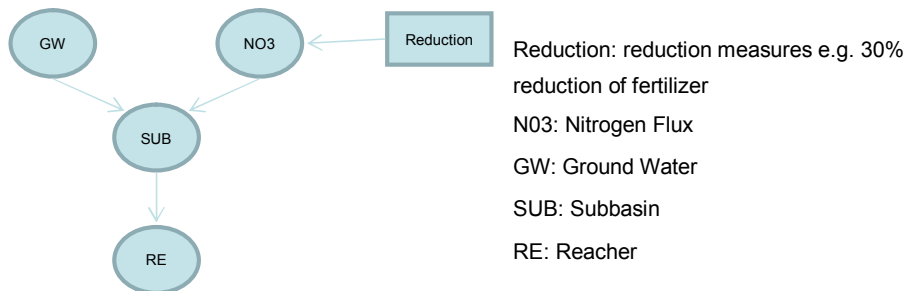 GW
NO3
Reduction
SUB
RE
Reduction: reduction measures e.g. 30%
reduction of fertilizer
N03: Nitrogen Flux
GW: Ground Water
SUB: Subbasin
RE: Reacher